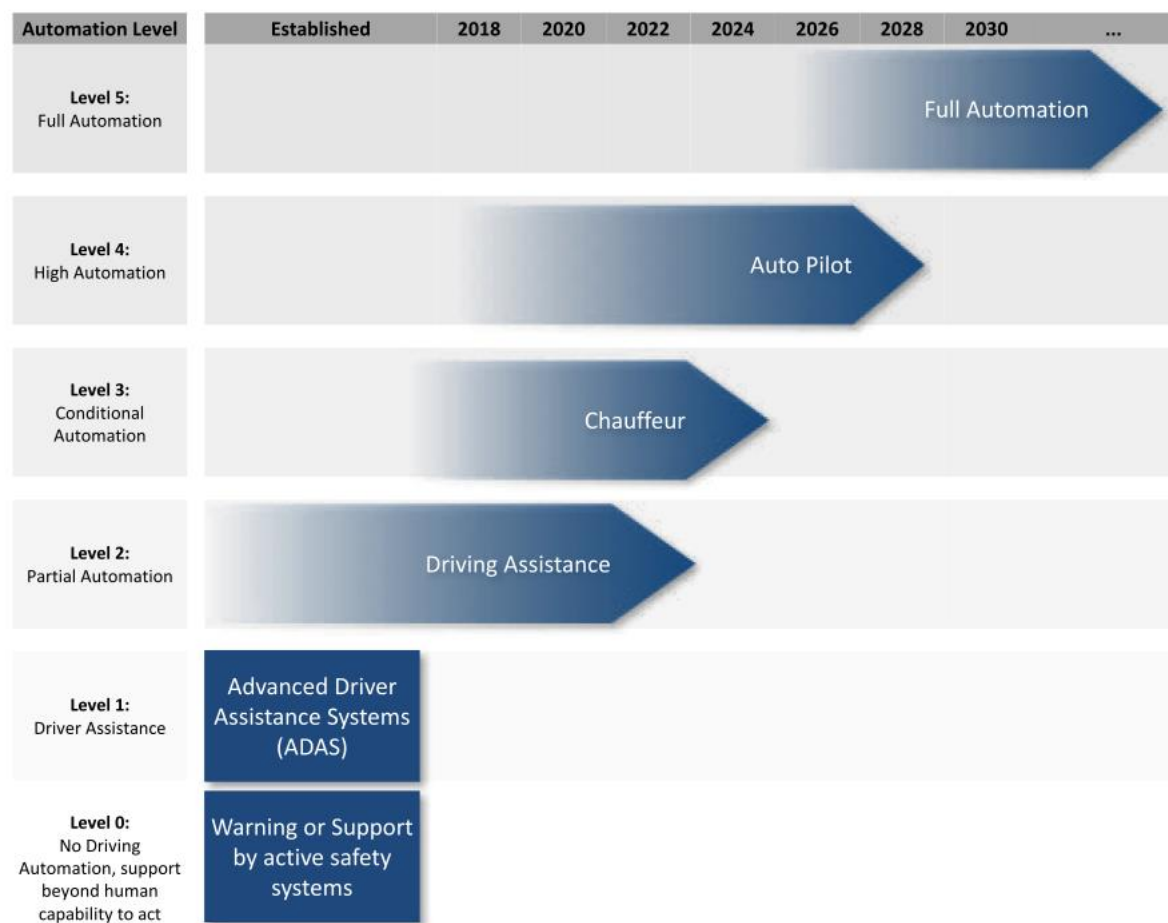 Automation Level Established 2018 2020 2022 2024 2026 2028 2030 ...
Level 5:
Full Automation
Full Automation
Level 4:
High Automation
Auto Pilot
Level 3:
Conditional
Automation
Chauffeur
Level 2:
Partial Automation
Driving Assistance
Level 1:
Driver Assistance
Advanced Driver
Assistance Systems
(ADAS)
Level 0:
No Driving
Automation, support
beyond human
capability to act
Warning or Support
by active safety
systems